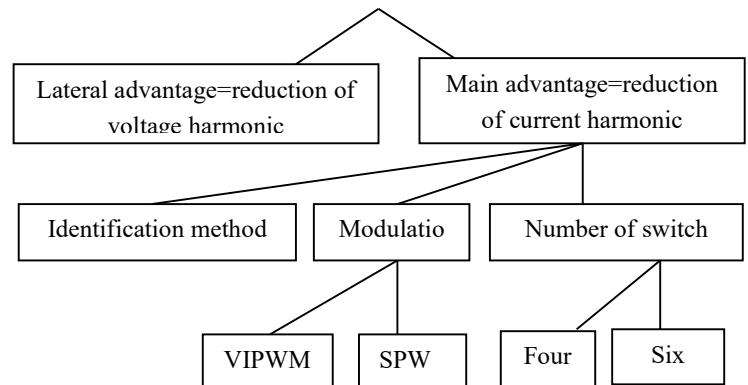 Lateral advantage=reduction of
voltage harmonic
Main advantage=reduction
of current harmonic
Identification method
Modulatio
Number of switch
VIPWM
SPW
Four
Six